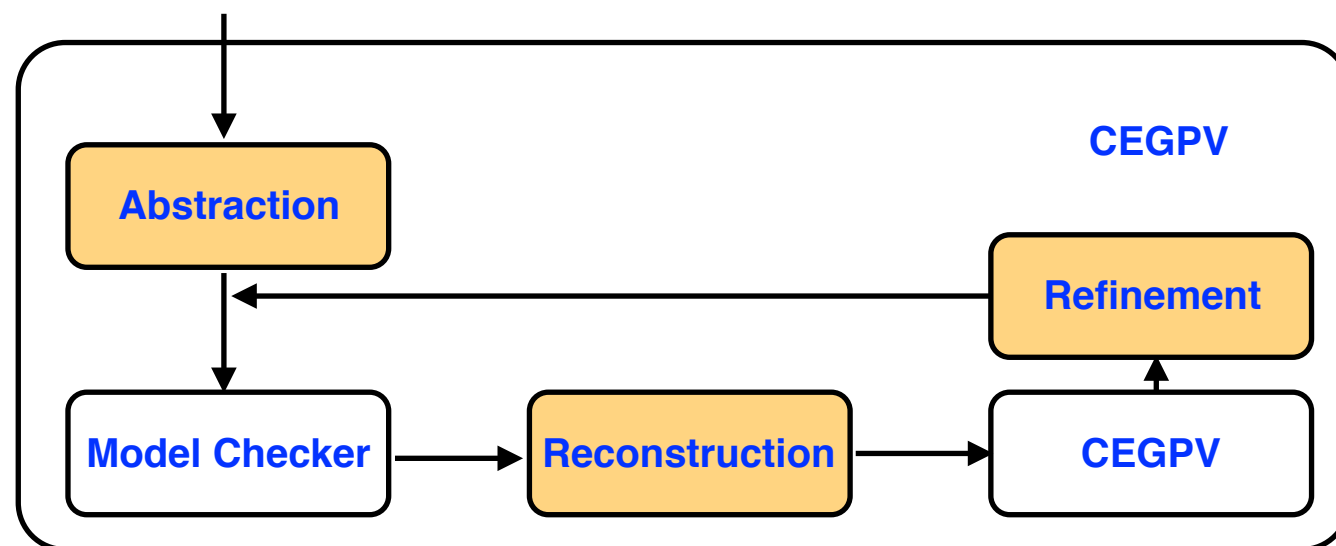 CEGPV
Abstraction
Refinement
Model Checker
Reconstruction
CEGPV